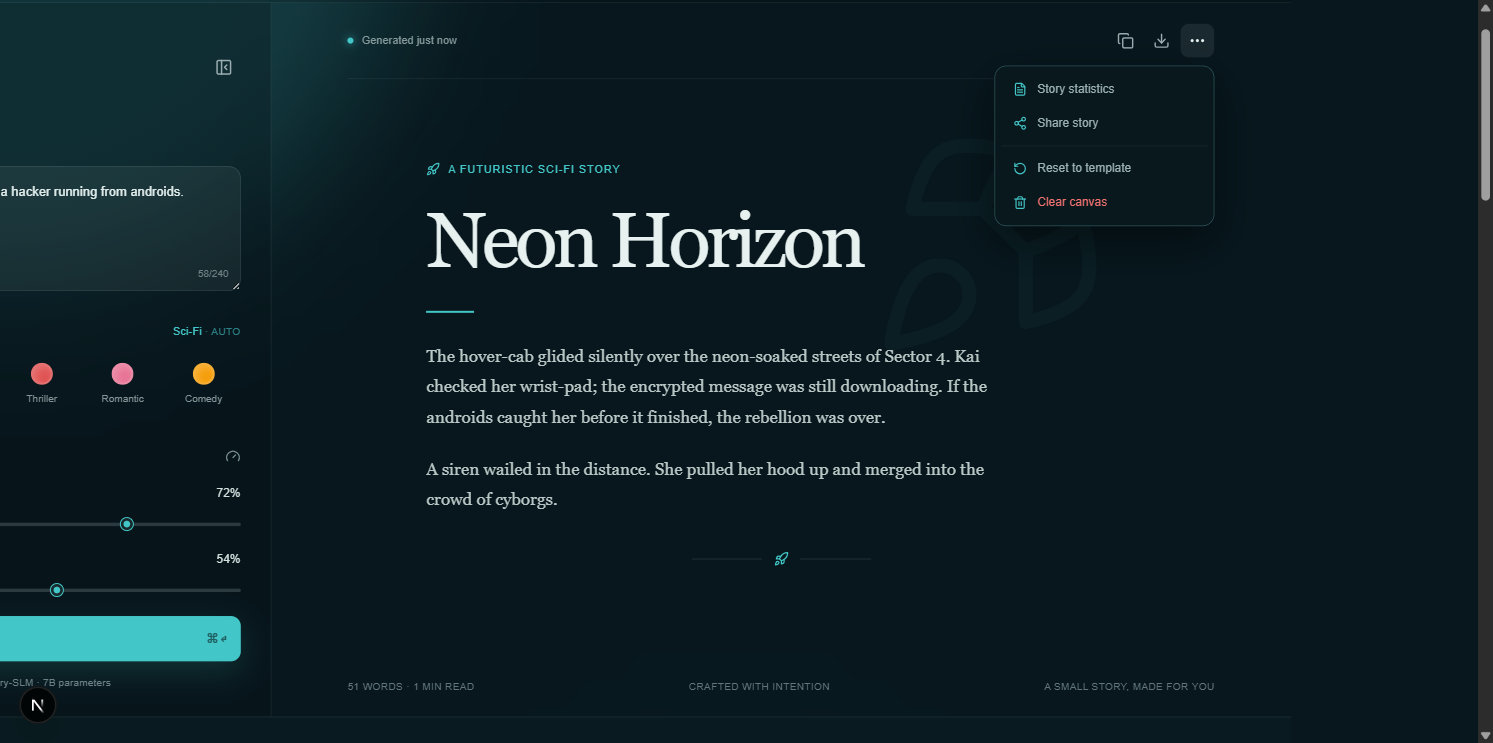 Generated just now
Story statistics
Share story
Reset to template
Clear canvas
a hacker running from androids.
58/240
Sci-Fi · AUTO
Thriller
Romantic
Comedy
72%
54%
⌘ ⏎
ry-SLM · 7B parameters
N
A FUTURISTIC SCI-FI STORY
Neon Horizon
The hover-cab glided silently over the neon-soaked streets of Sector 4. Kai
checked her wrist-pad; the encrypted message was still downloading. If the
androids caught her before it finished, the rebellion was over.
A siren wailed in the distance. She pulled her hood up and merged into the
crowd of cyborgs.
51 WORDS · 1 MIN READ
CRAFTED WITH INTENTION
A SMALL STORY, MADE FOR YOU